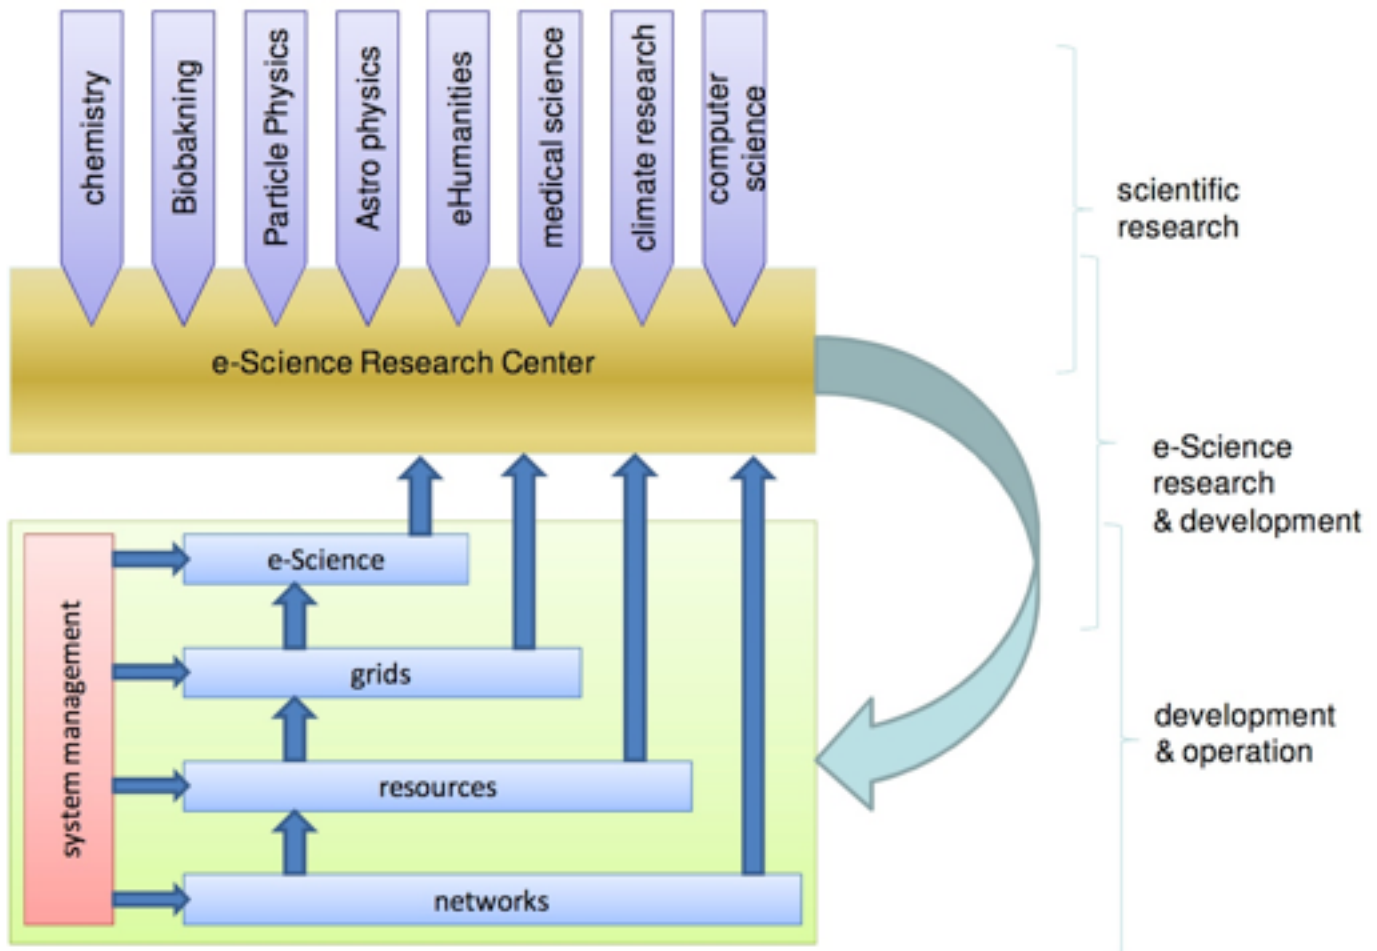 chemistry
Biobakning
Particle Physics
Astro physics
eHumanities
medical science
climate research
computer
science
scientific
research
e-Science Research Center
e-Science
research
& development
e-Science
grids
resources
networks
system management
development
& operation